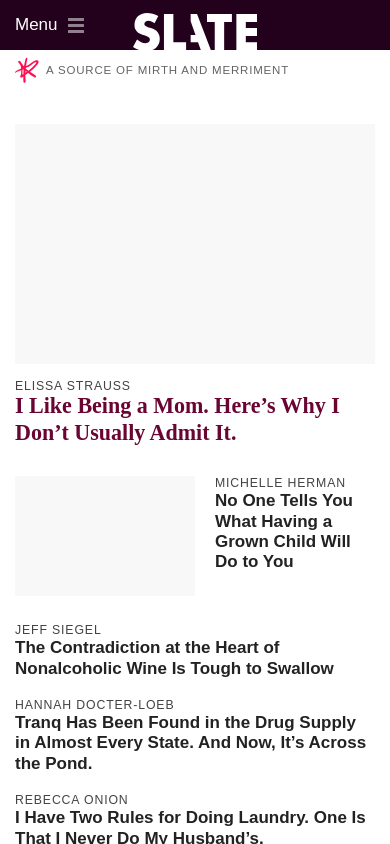 Menu
SLATE
A SOURCE OF MIRTH AND MERRIMENT
ELISSA STRAUSS
I Like Being a Mom. Here’s Why I
Don’t Usually Admit It.
MICHELLE HERMAN
No One Tells You
What Having a
Grown Child Will
Do to You
JEFF SIEGEL
The Contradiction at the Heart of
Nonalcoholic Wine Is Tough to Swallow
HANNAH DOCTER-LOEB
Tranq Has Been Found in the Drug Supply
in Almost Every State. And Now, It’s Across
the Pond.
REBECCA ONION
I Have Two Rules for Doing Laundry. One Is
That I Never Do My Husband’s.